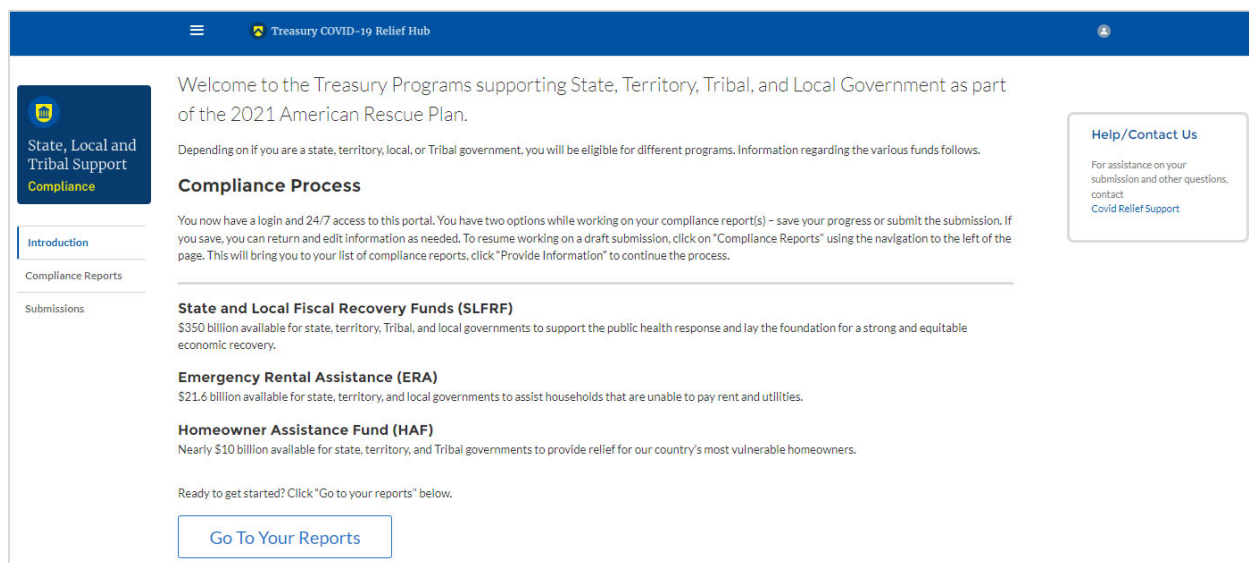 Treasury COVID-19 Relief Hub
State, Local and
Tribal Support
Compliance
Introduction
Compliance Reports
Submissions
Welcome to the Treasury Programs supporting State, Territory, Tribal, and Local Government as part
of the 2021 American Rescue Plan.
Depending on if you are a state, territory, local, or Tribal government, you will be eligible for different programs. Information regarding the various funds follows.
Compliance Process
You now have a login and 24/7 access to this portal. You have two options while working on your compliance report(s) – save your progress or submit the submission. If
you save, you can return and edit information as needed. To resume working on a draft submission, click on "Compliance Reports" using the navigation to the left of the
page. This will bring you to your list of compliance reports, click "Provide Information" to continue the process.
State and Local Fiscal Recovery Funds (SLFRF)
$350 billion available for state, territory, Tribal, and local governments to support the public health response and lay the foundation for a strong and equitable
economic recovery.
Emergency Rental Assistance (ERA)
$21.6 billion available for state, territory, and local governments to assist households that are unable to pay rent and utilities.
Homeowner Assistance Fund (HAF)
Nearly $10 billion available for state, territory, and Tribal governments to provide relief for our country's most vulnerable homeowners.
Ready to get started? Click "Go to your reports" below.
Go To Your Reports
Help/Contact Us
For assistance on your
submission and other questions,
contact
Covid Relief Support